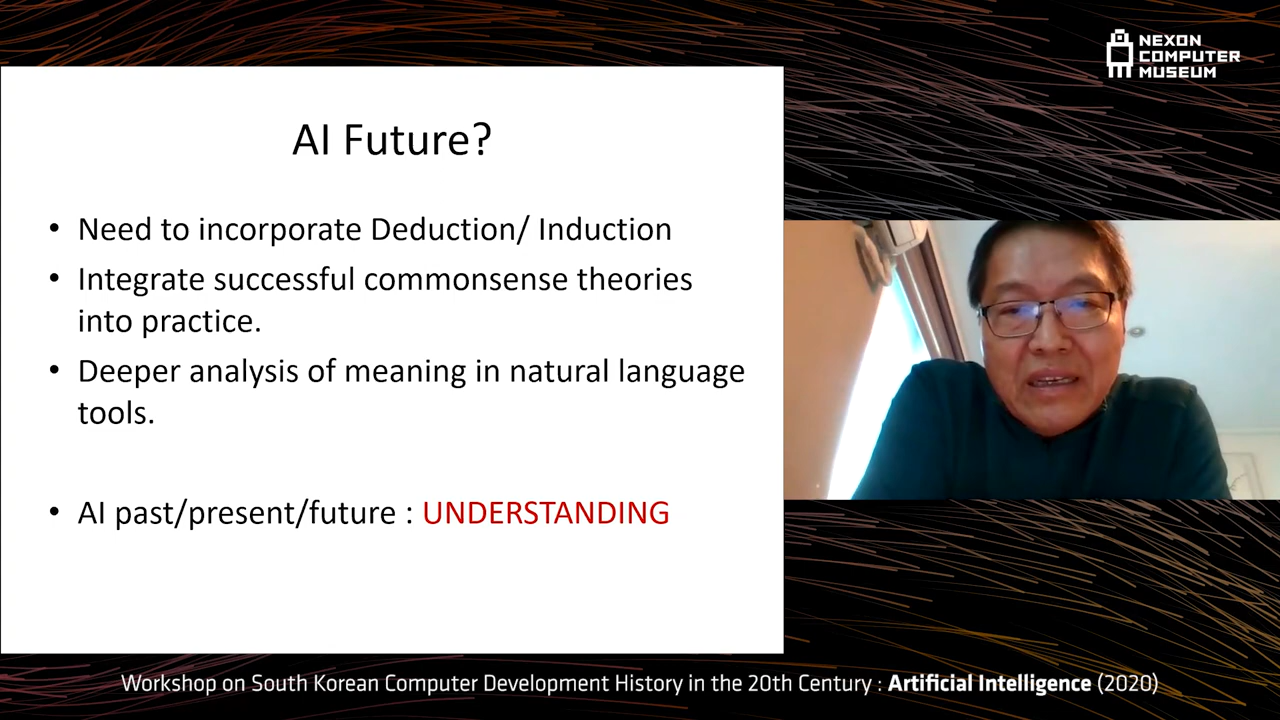 NEXON
COMPUTER
MUSEUM
AI Future?
• Need to incorporate Deduction/ Induction
• Integrate successful commonsense theories
into practice.
• Deeper analysis of meaning in natural language
tools.
• AI past/present/future : UNDERSTANDING
Workshop on South Korean Computer Development History in the 20th Century : Artificial Intelligence (2020)